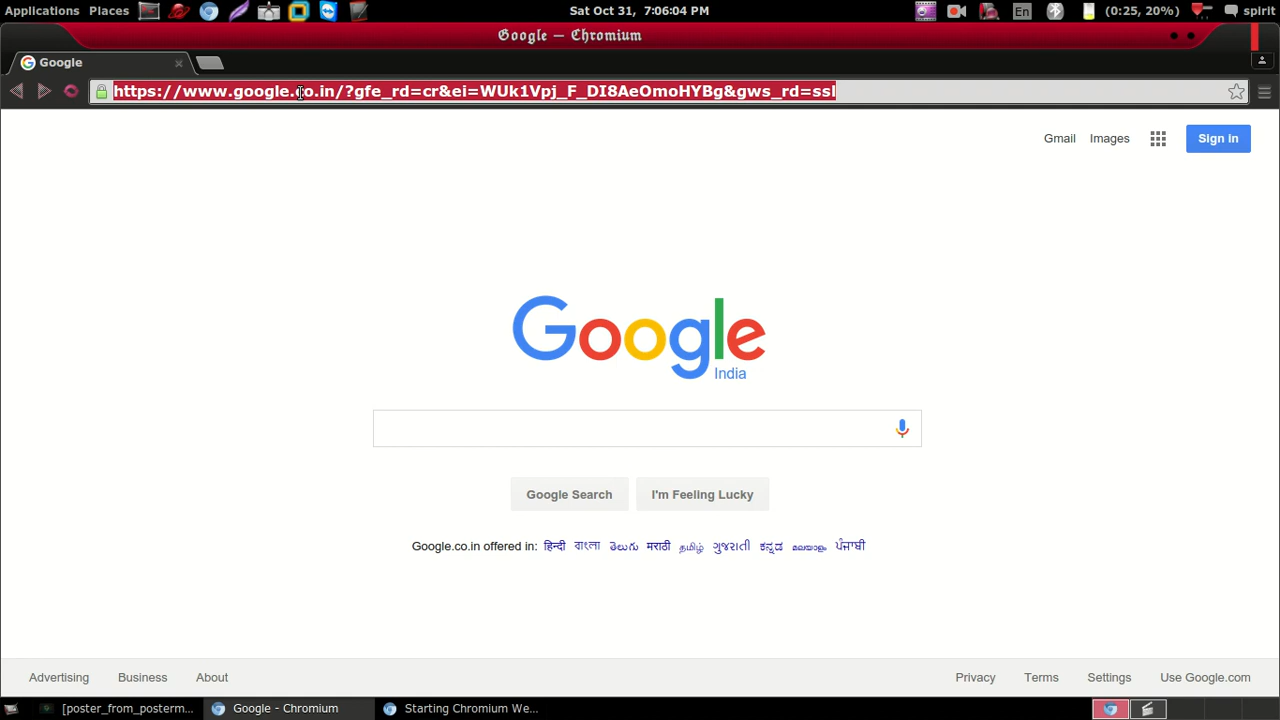 Applications Places En Sat Oct 31, 7:06:04 PM (0:25, 20%) spirit
Google – Chromium
Google
https://www.google.co.in/?gfe_rd=cr&ei=WUk1Vpj_F_DI8AeOmoHYBg&gws_rd=ssl
Gmail Images Sign in
Google
India
Google Search I'm Feeling Lucky
Google.co.in offered in: हिन्दी বাংলা తెలుగు मराठी தமிழ் ગુજરાતી ಕನ್ನಡ മലയാളം ਪੰਜਾਬੀ
Advertising Business About Privacy Terms Settings Use Google.com
[poster_from_posterm... Google - Chromium Starting Chromium We...